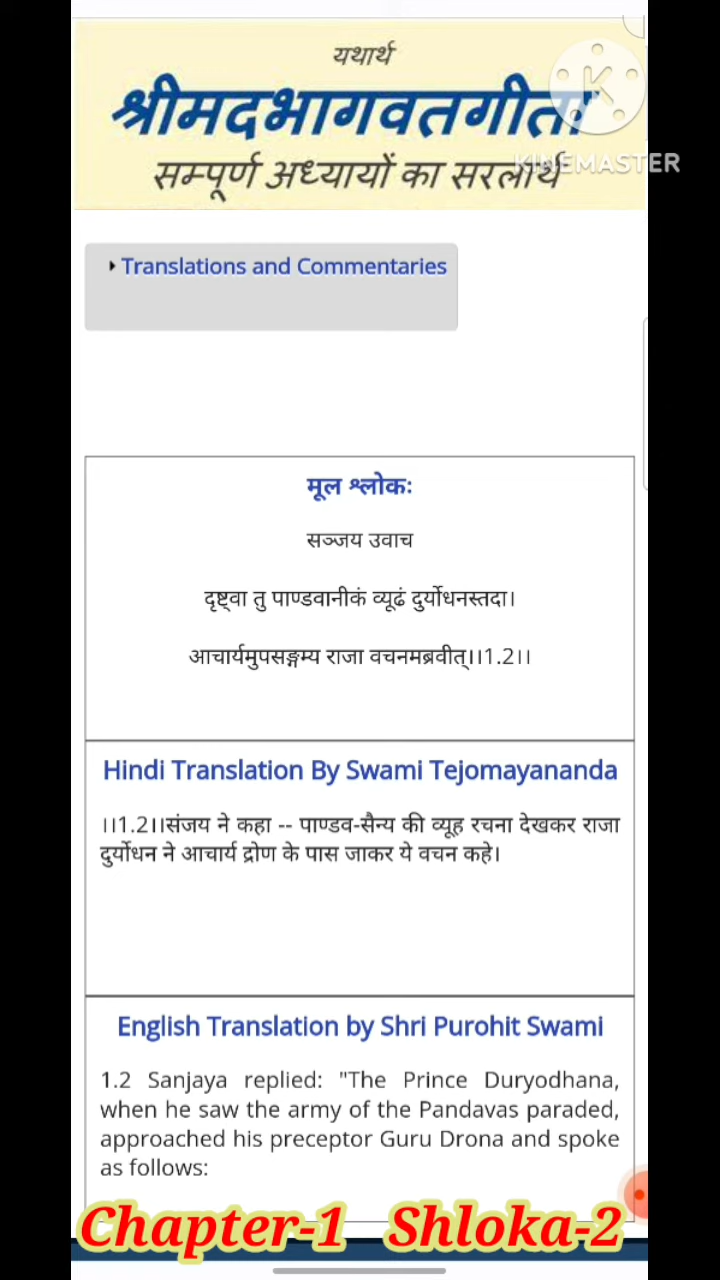 यथार्थ
श्रीमदभागवतगीता
KINEMASTER
सम्पूर्ण अध्यायों का सरलार्थ
Translations and Commentaries
मूल श्लोकः
सञ्जय उवाच
दृष्ट्वा तु पाण्डवानीकं व्यूढं दुर्योधनस्तदा।
आचार्यमुपसङ्गम्य राजा वचनमब्रवीत्।।1.2।।
Hindi Translation By Swami Tejomayananda
।।1.2।।संजय ने कहा -- पाण्डव-सैन्य की व्यूह रचना देखकर राजा
दुर्योधन ने आचार्य द्रोण के पास जाकर ये वचन कहे।
English Translation by Shri Purohit Swami
1.2 Sanjaya replied: "The Prince Duryodhana,
when he saw the army of the Pandavas paraded,
approached his preceptor Guru Drona and spoke
as follows:
Chapter-1 Shloka-2